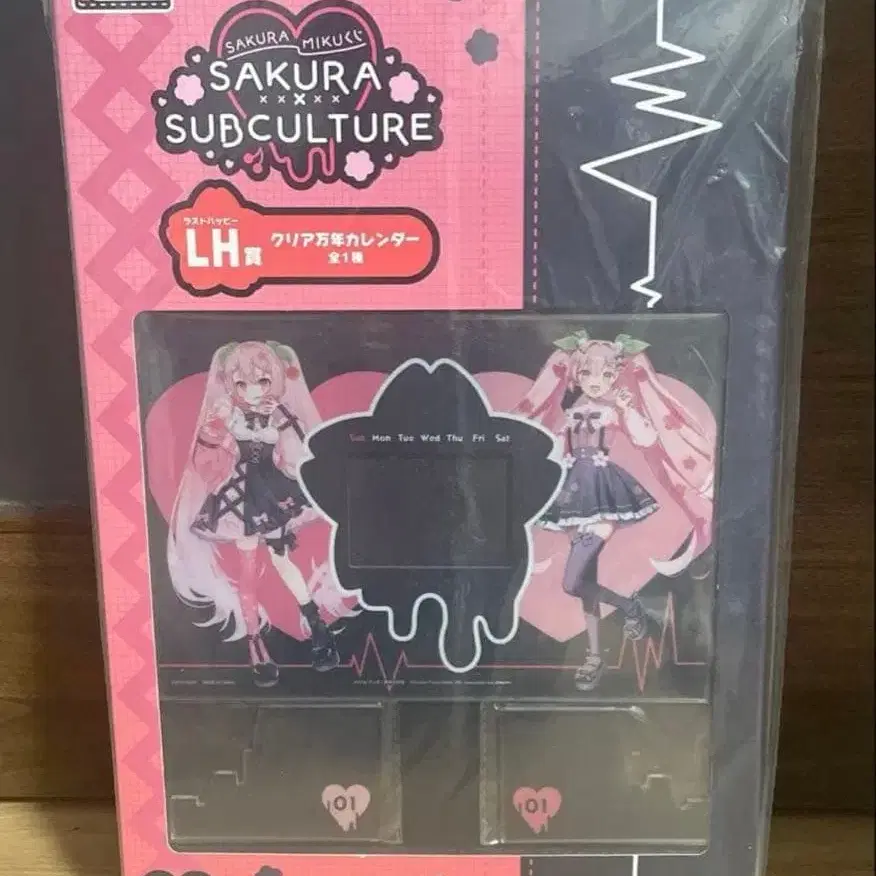 SAKURA MIKUくじ
SAKURA
×××××
SUBCULTURE
ラストハッピー
LH賞
クリア万年カレンダー
全1種
Sun Mon Tue Wed Thu Fri Sat
01
01